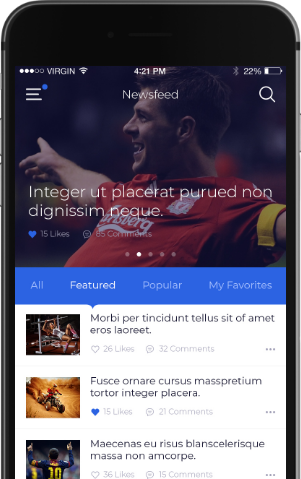 VIRGIN 4:21 PM 22%
Newsfeed
Integer ut placerat purued non
dignissim neque.
15 Likes 85 Comments
All Featured Popular My Favorites
Morbi per tincidunt tellus sit of amet
eros laoreet.
26 Likes 32 Comments
Fusce ornare cursus masspretium
tortor integer placera.
15 Likes 21 Comments
Maecenas eu risus blanscelerisque
massa non amcorpe.
36 Likes 15 Comments
10